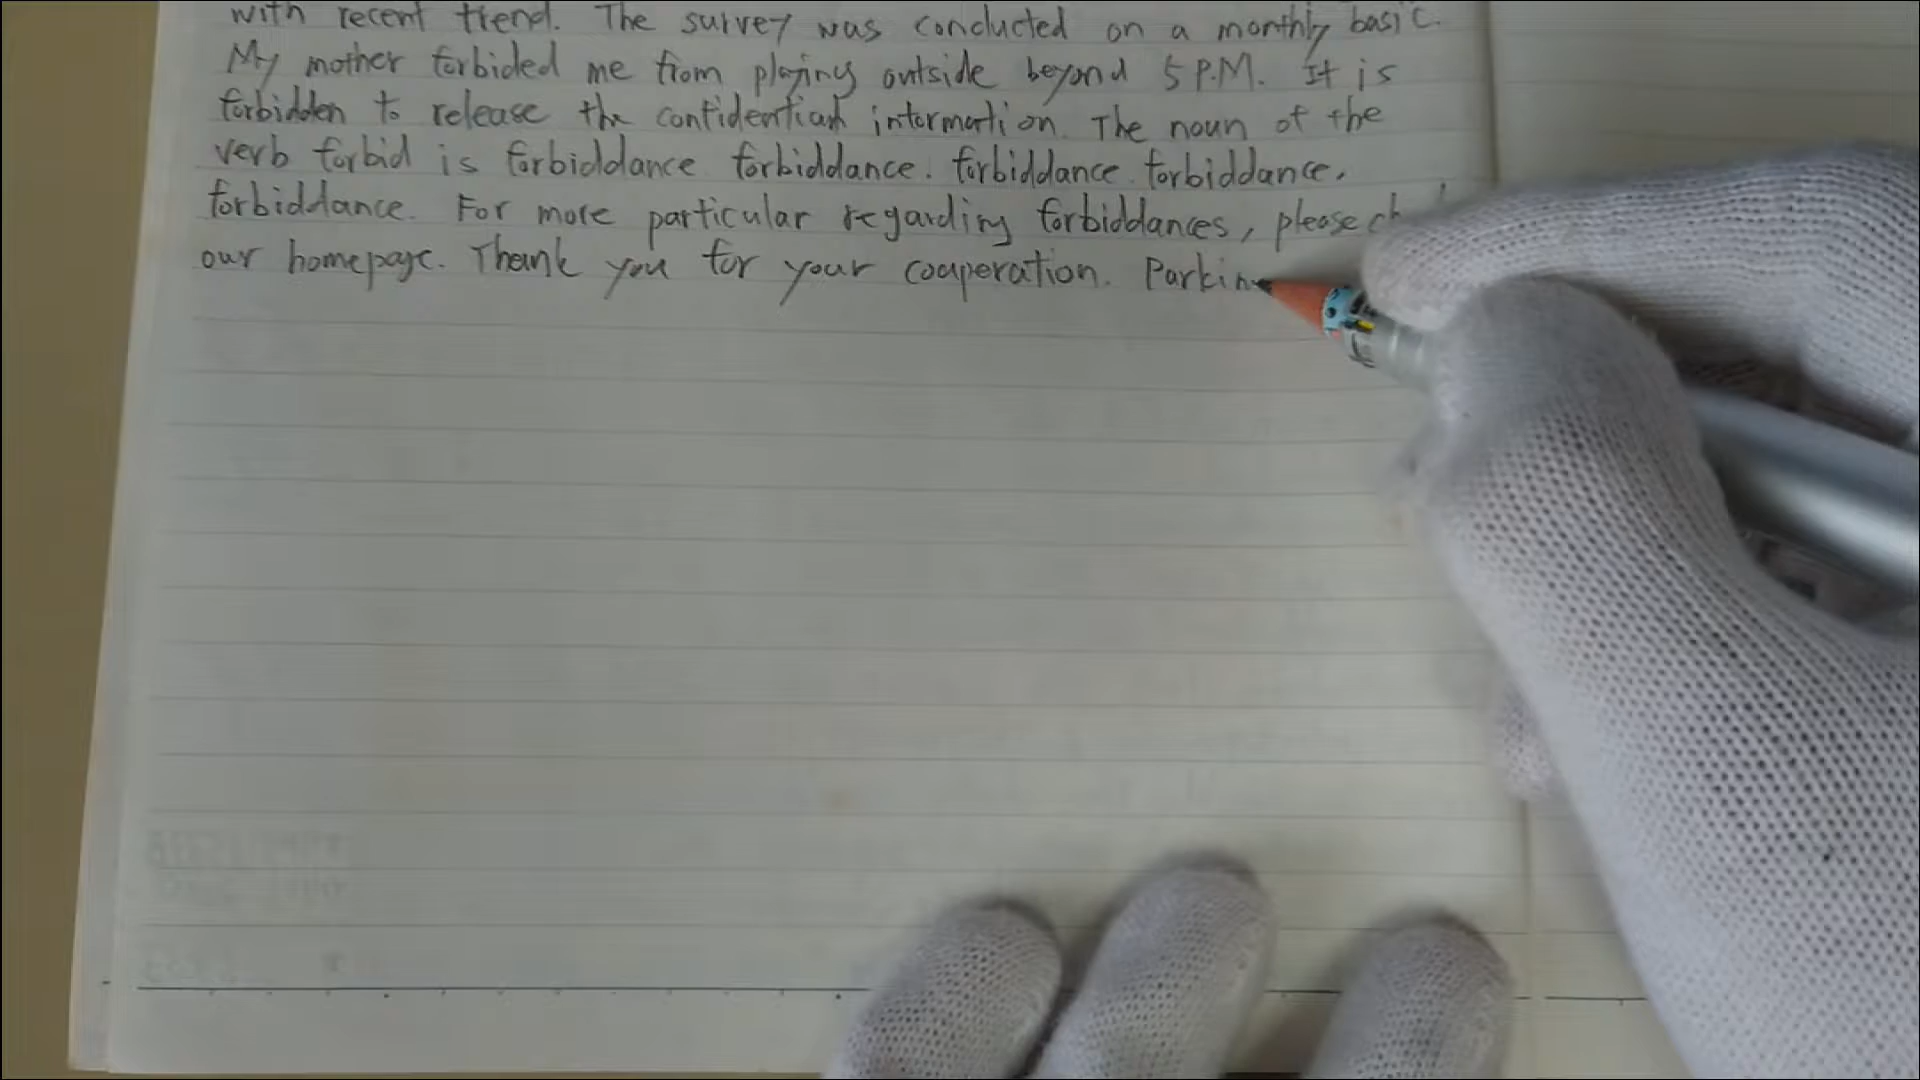 with recent trend. The survey was conducted on a monthly basic.
My mother forbided me from playing outside beyond 5 P.M. It is
forbidden to release the confidential information. The noun of the
verb forbid is forbiddance forbiddance. forbiddance. forbiddance.
forbiddance. For more particular regarding forbiddances, please
our homepage. Thank you for your couperation. Parkin